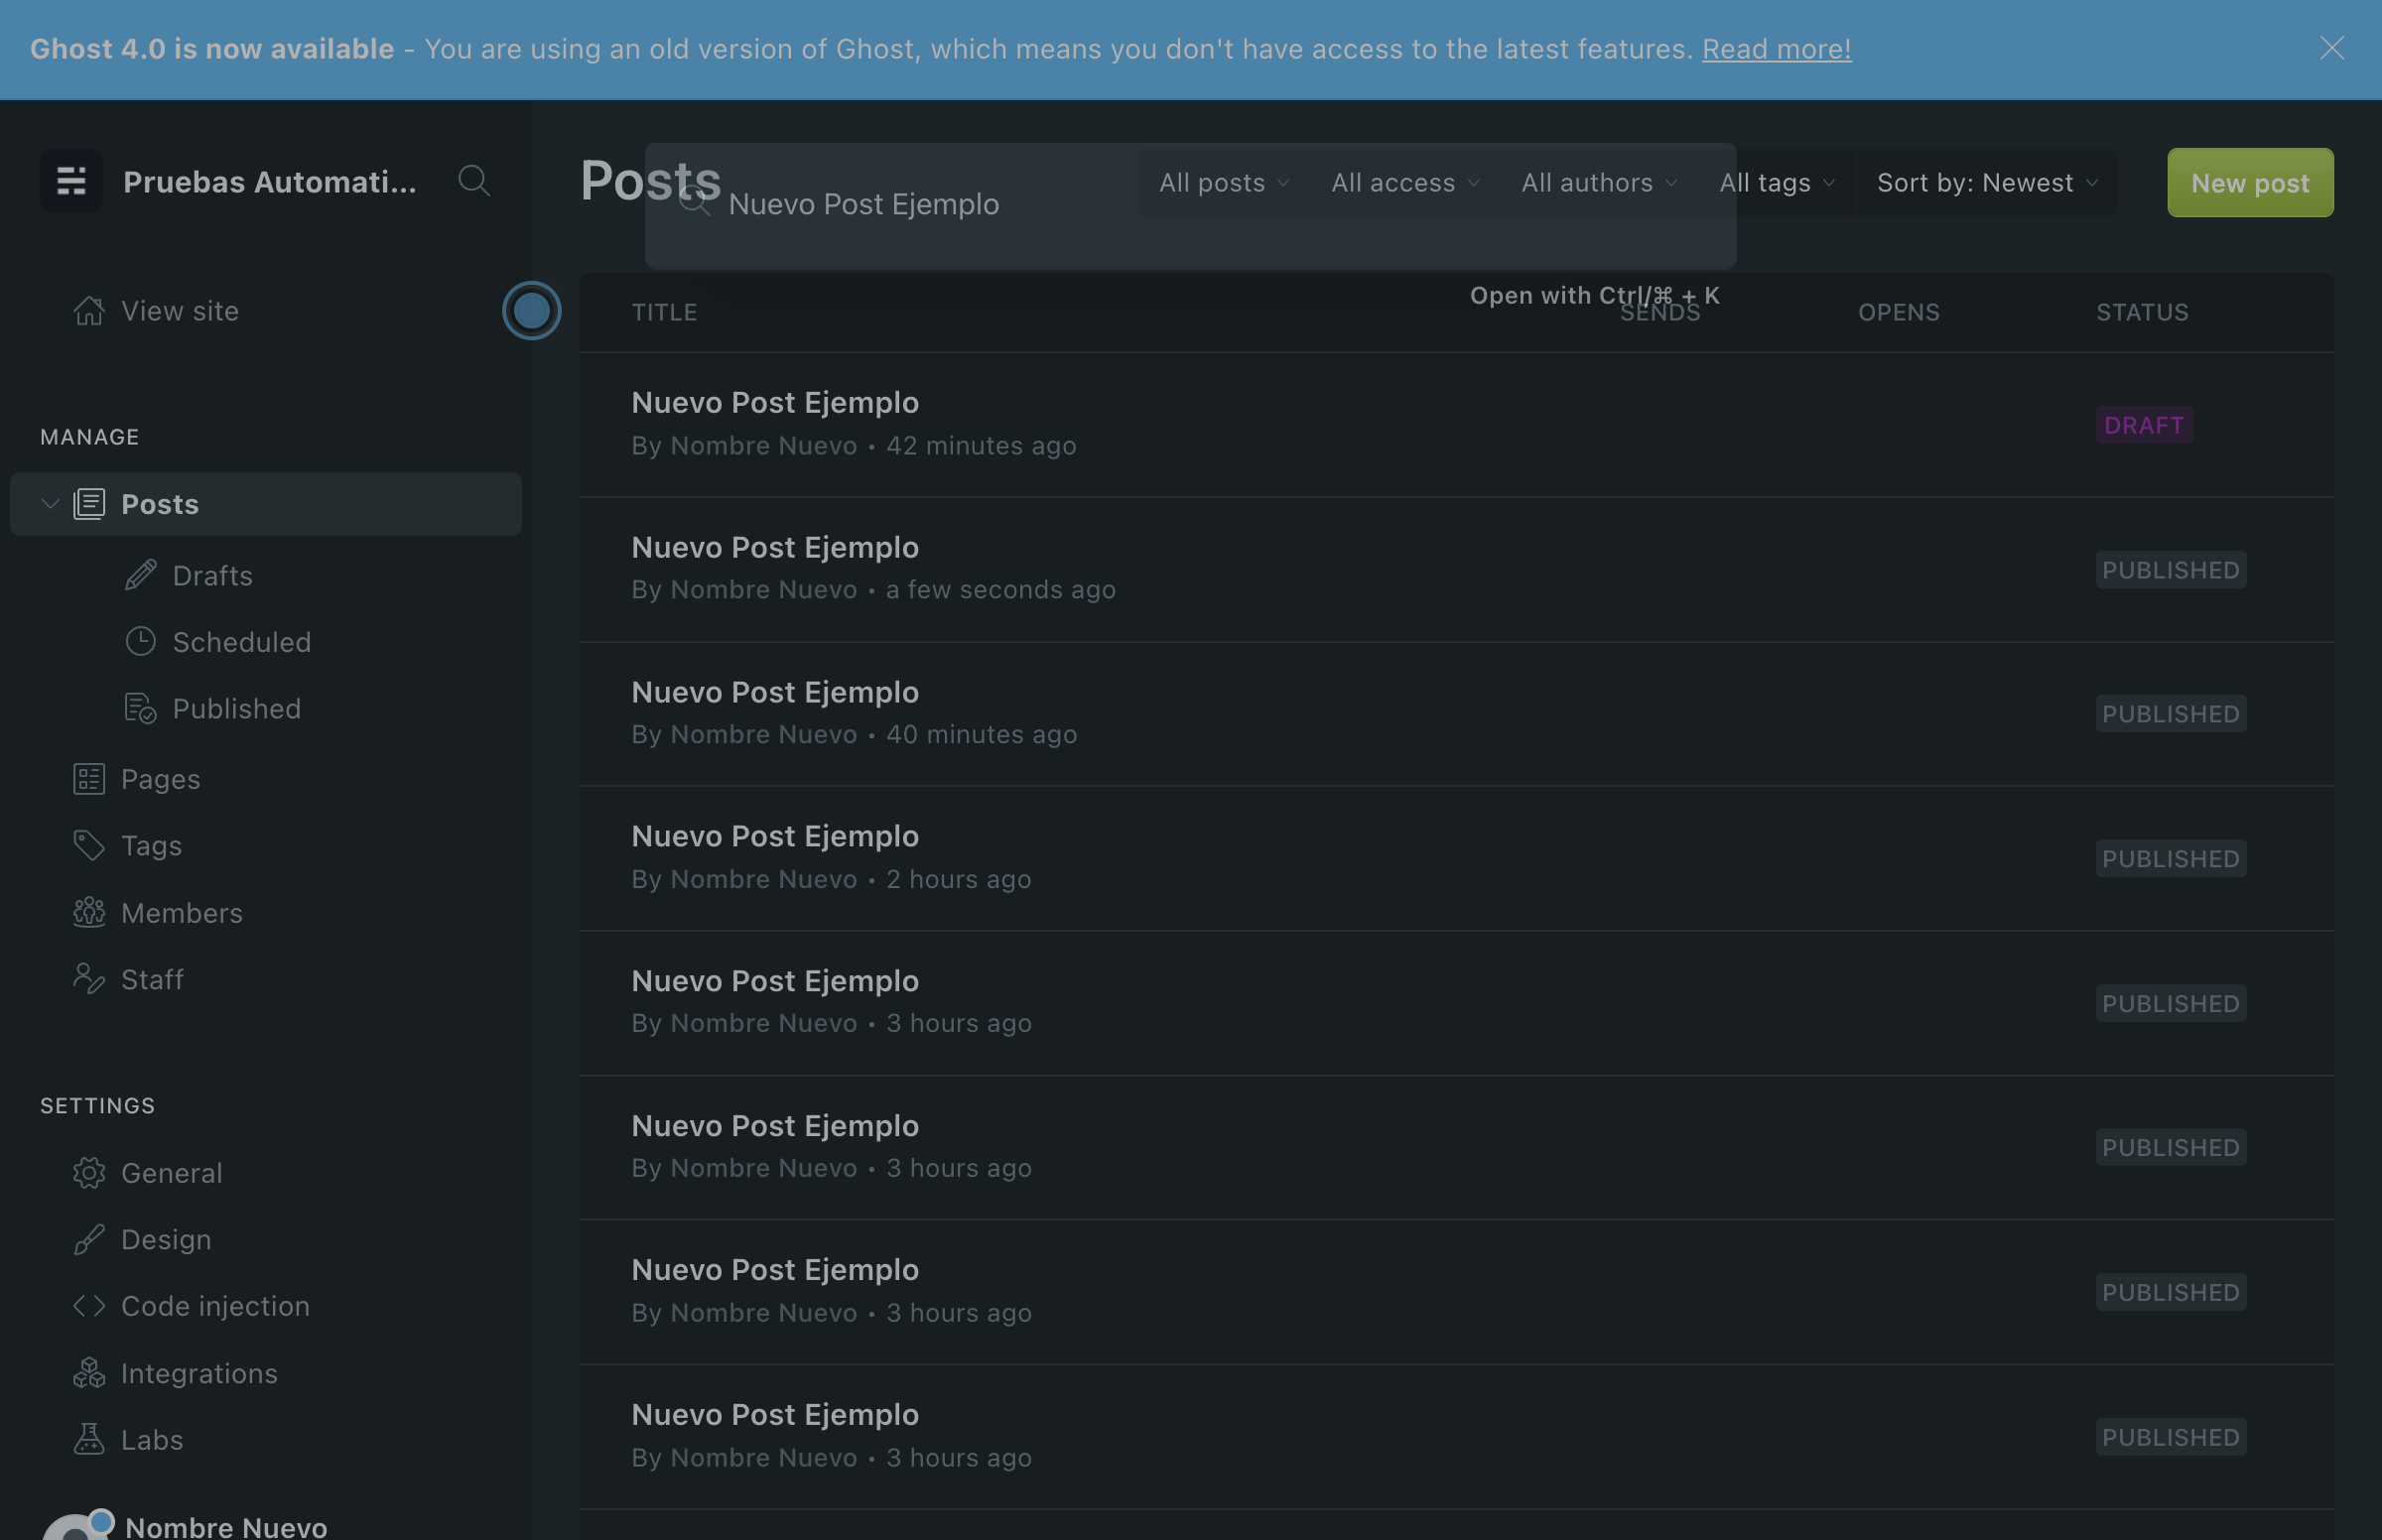 Ghost 4.0 is now available - You are using an old version of Ghost, which means you don't have access to the latest features. Read more!
Pruebas Automati...
View site
MANAGE
Posts
Drafts
Scheduled
Published
Pages
Tags
Members
Staff
SETTINGS
General
Design
Code injection
Integrations
Labs
Nombre Nuevo
Posts
Nuevo Post Ejemplo
All posts
All access
All authors
All tags
Sort by: Newest
New post
Open with Ctrl/⌘ + K
TITLE SENDS OPENS STATUS
Nuevo Post Ejemplo
By Nombre Nuevo • 42 minutes ago
DRAFT
Nuevo Post Ejemplo
By Nombre Nuevo • a few seconds ago
PUBLISHED
Nuevo Post Ejemplo
By Nombre Nuevo • 40 minutes ago
PUBLISHED
Nuevo Post Ejemplo
By Nombre Nuevo • 2 hours ago
PUBLISHED
Nuevo Post Ejemplo
By Nombre Nuevo • 3 hours ago
PUBLISHED
Nuevo Post Ejemplo
By Nombre Nuevo • 3 hours ago
PUBLISHED
Nuevo Post Ejemplo
By Nombre Nuevo • 3 hours ago
PUBLISHED
Nuevo Post Ejemplo
By Nombre Nuevo • 3 hours ago
PUBLISHED